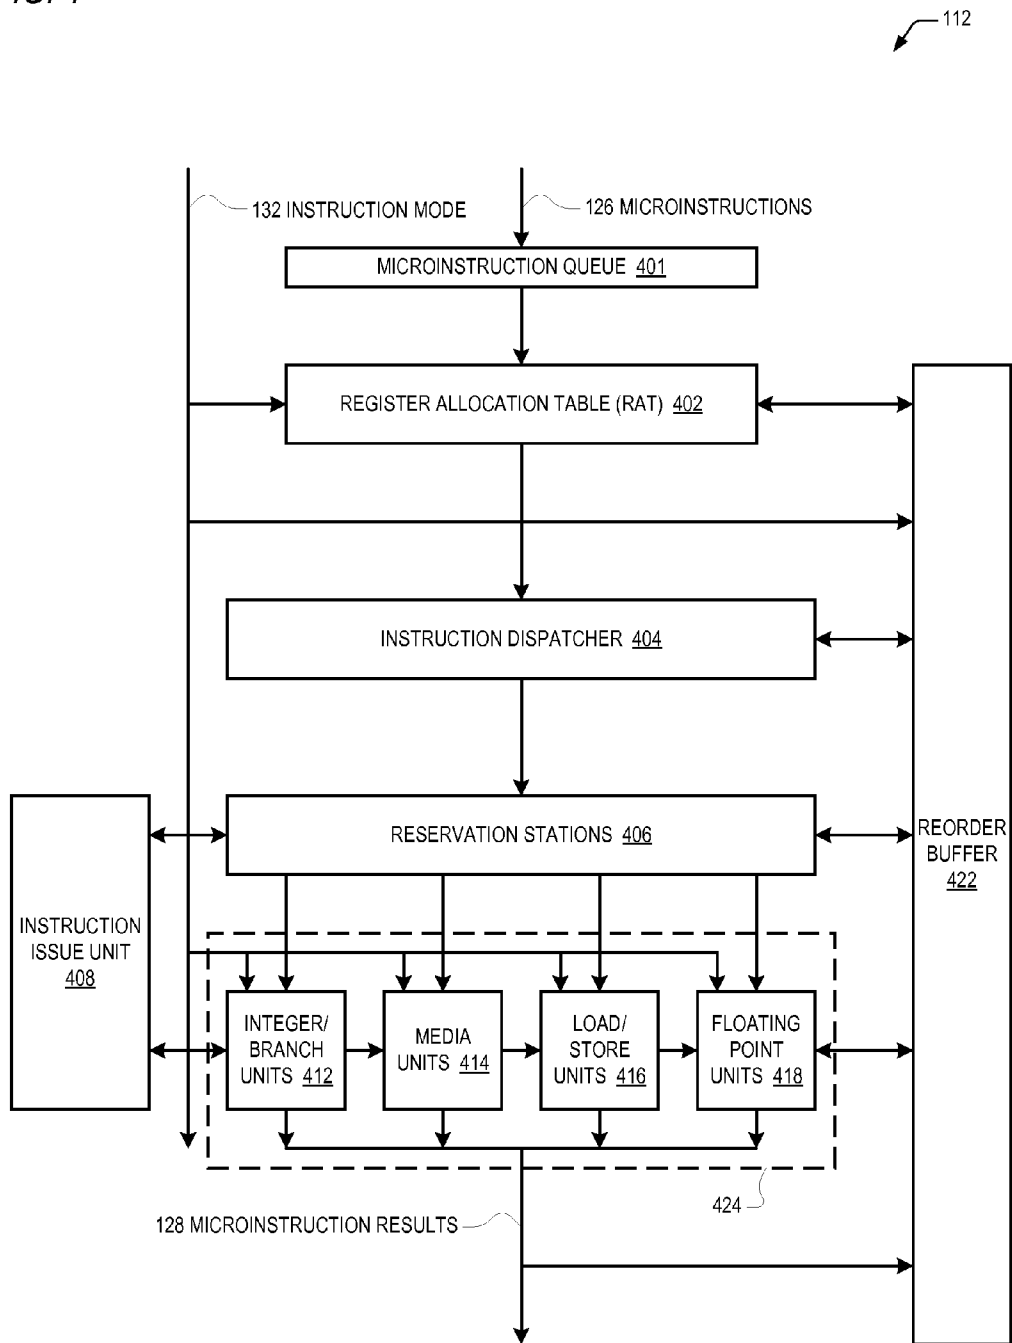 112
132 INSTRUCTION MODE
126 MICROINSTRUCTIONS
MICROINSTRUCTION QUEUE 401
REGISTER ALLOCATION TABLE (RAT) 402
INSTRUCTION DISPATCHER 404
RESERVATION STATIONS 406
REORDER
BUFFER
422
INSTRUCTION
ISSUE UNIT
408
INTEGER/
BRANCH
UNITS 412
MEDIA
UNITS 414
LOAD/
STORE
UNITS 416
FLOATING
POINT
UNITS 418
424
128 MICROINSTRUCTION RESULTS